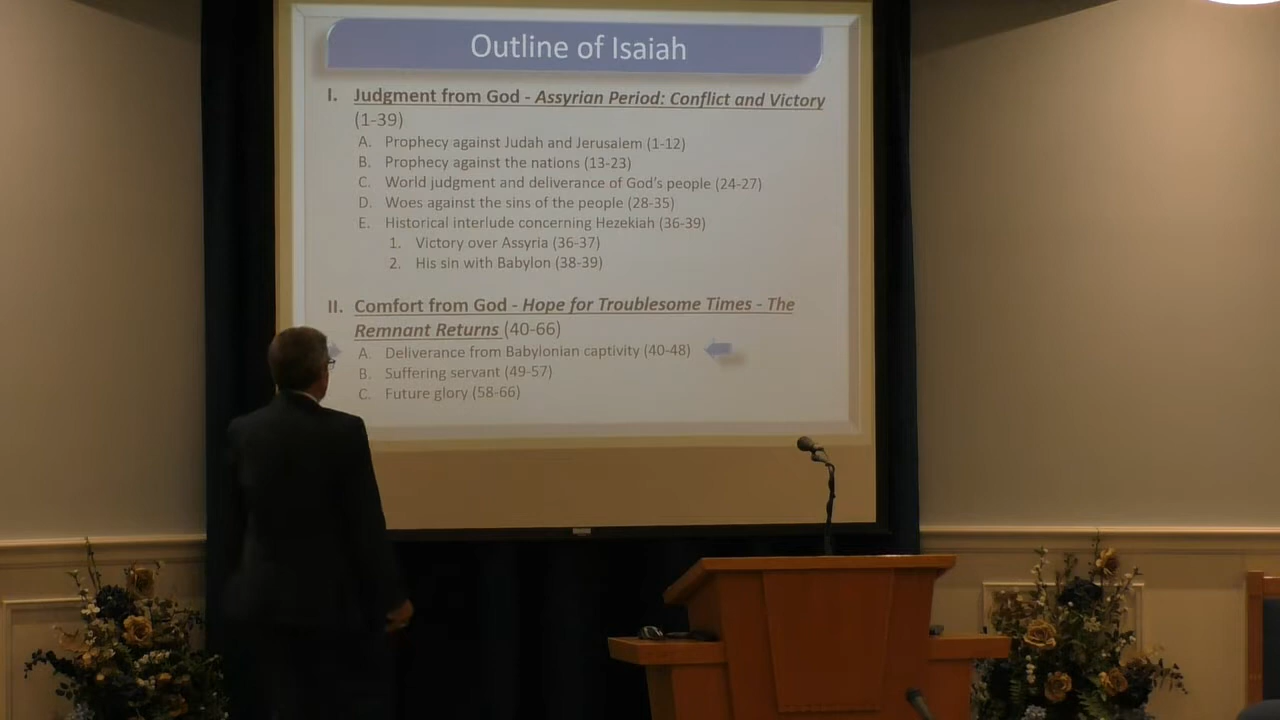 Outline of Isaiah
I. Judgment from God - Assyrian Period: Conflict and Victory
(1-39)
A. Prophecy against Judah and Jerusalem (1-12)
B. Prophecy against the nations (13-23)
C. World judgment and deliverance of God's people (24-27)
D. Woes against the sins of the people (28-35)
E. Historical interlude concerning Hezekiah (36-39)
1. Victory over Assyria (36-37)
2. His sin with Babylon (38-39)
II. Comfort from God - Hope for Troublesome Times - The
Remnant Returns (40-66)
A. Deliverance from Babylonian captivity (40-48)
B. Suffering servant (49-57)
C. Future glory (58-66)